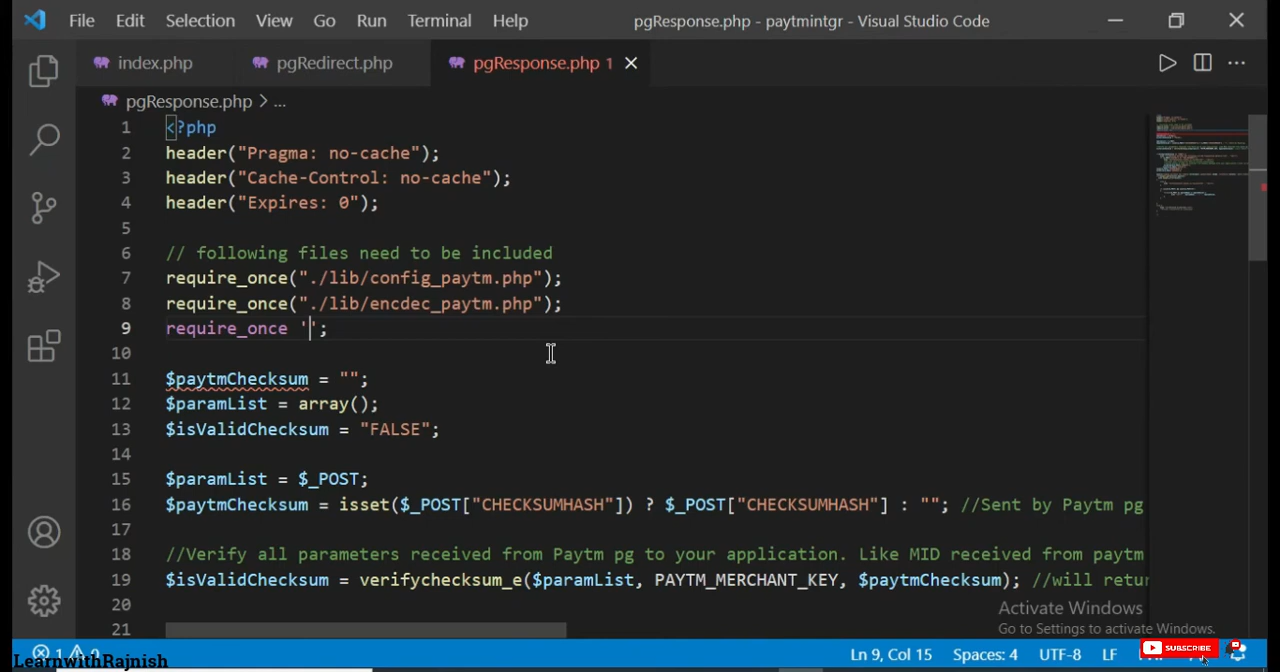 File Edit Selection View Go Run Terminal Help pgResponse.php - paytmintgr - Visual Studio Code
index.php pgRedirect.php pgResponse.php 1
pgResponse.php > ...
1 <?php
2 header("Pragma: no-cache");
3 header("Cache-Control: no-cache");
4 header("Expires: 0");
5
6 // following files need to be included
7 require_once("./lib/config_paytm.php");
8 require_once("./lib/encdec_paytm.php");
9 require_once '';
10
11 $paytmChecksum = "";
12 $paramList = array();
13 $isValidChecksum = "FALSE";
14
15 $paramList = $_POST;
16 $paytmChecksum = isset($_POST["CHECKSUMHASH"]) ? $_POST["CHECKSUMHASH"] : ""; //Sent by Paytm pg
17
18 //Verify all parameters received from Paytm pg to your application. Like MID received from paytm
19 $isValidChecksum = verifychecksum_e($paramList, PAYTM_MERCHANT_KEY, $paytmChecksum); //will retur
20
21
Activate Windows
Go to Settings to activate Windows.
SUBSCRIBE
LearnwithRajnish
Ln 9, Col 15 Spaces: 4 UTF-8 LF